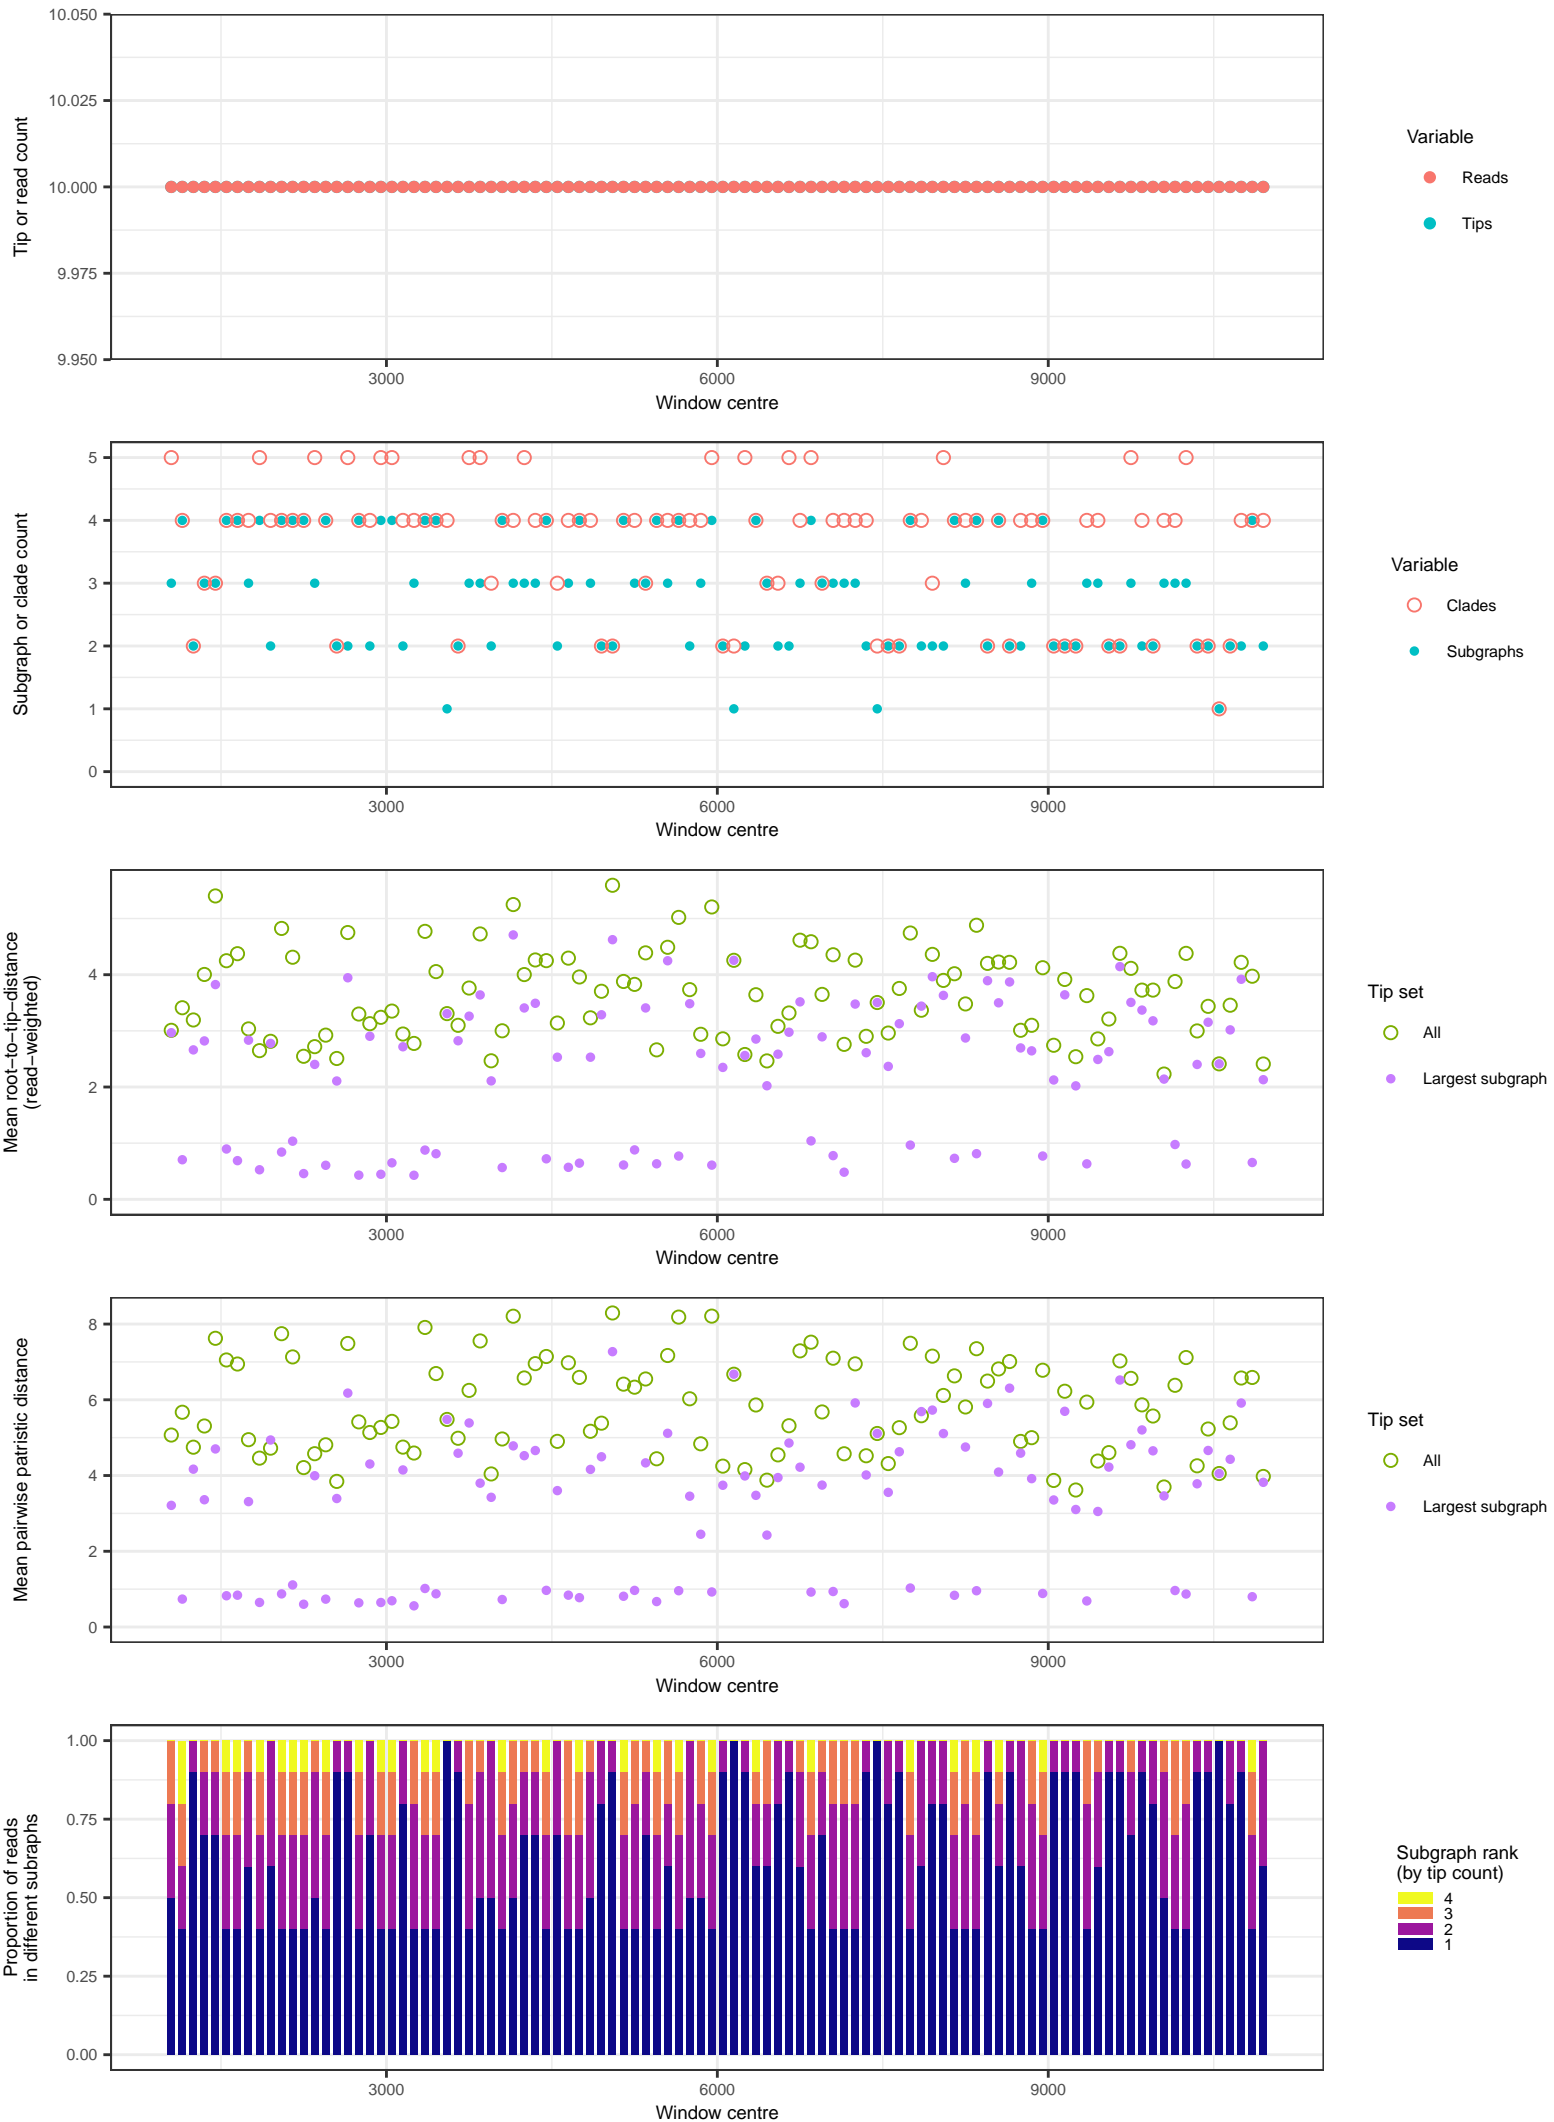 10.050
10.025
10.000
9.975
9.950
Tip or read count
3000 6000 9000
Window centre
Variable
Reads
Tips
5
4
3
2
1
0
Subgraph or clade count
3000 6000 9000
Window centre
Variable
Clades
Subgraphs
4
2
0
Mean root−to−tip−distance
(read−weighted)
3000 6000 9000
Window centre
Tip set
All
Largest subgraph
8
6
4
2
0
Mean pairwise patristic distance
3000 6000 9000
Window centre
Tip set
All
Largest subgraph
1.00
0.75
0.50
0.25
0.00
Proportion of reads
in different subraphs
3000 6000 9000
Window centre
Subgraph rank
(by tip count)
4
3
2
1